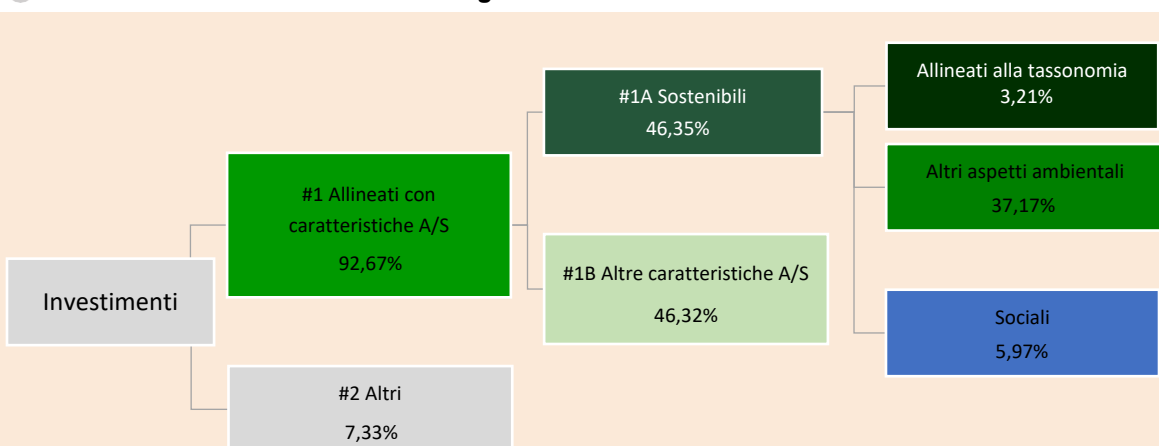 Investimenti
#1 Allineati con
caratteristiche A/S
92,67%
#2 Altri
7,33%
#1A Sostenibili
46,35%
#1B Altre caratteristiche A/S
46,32%
Allineati alla tassonomia
3,21%
Altri aspetti ambientali
37,17%
Sociali
5,97%